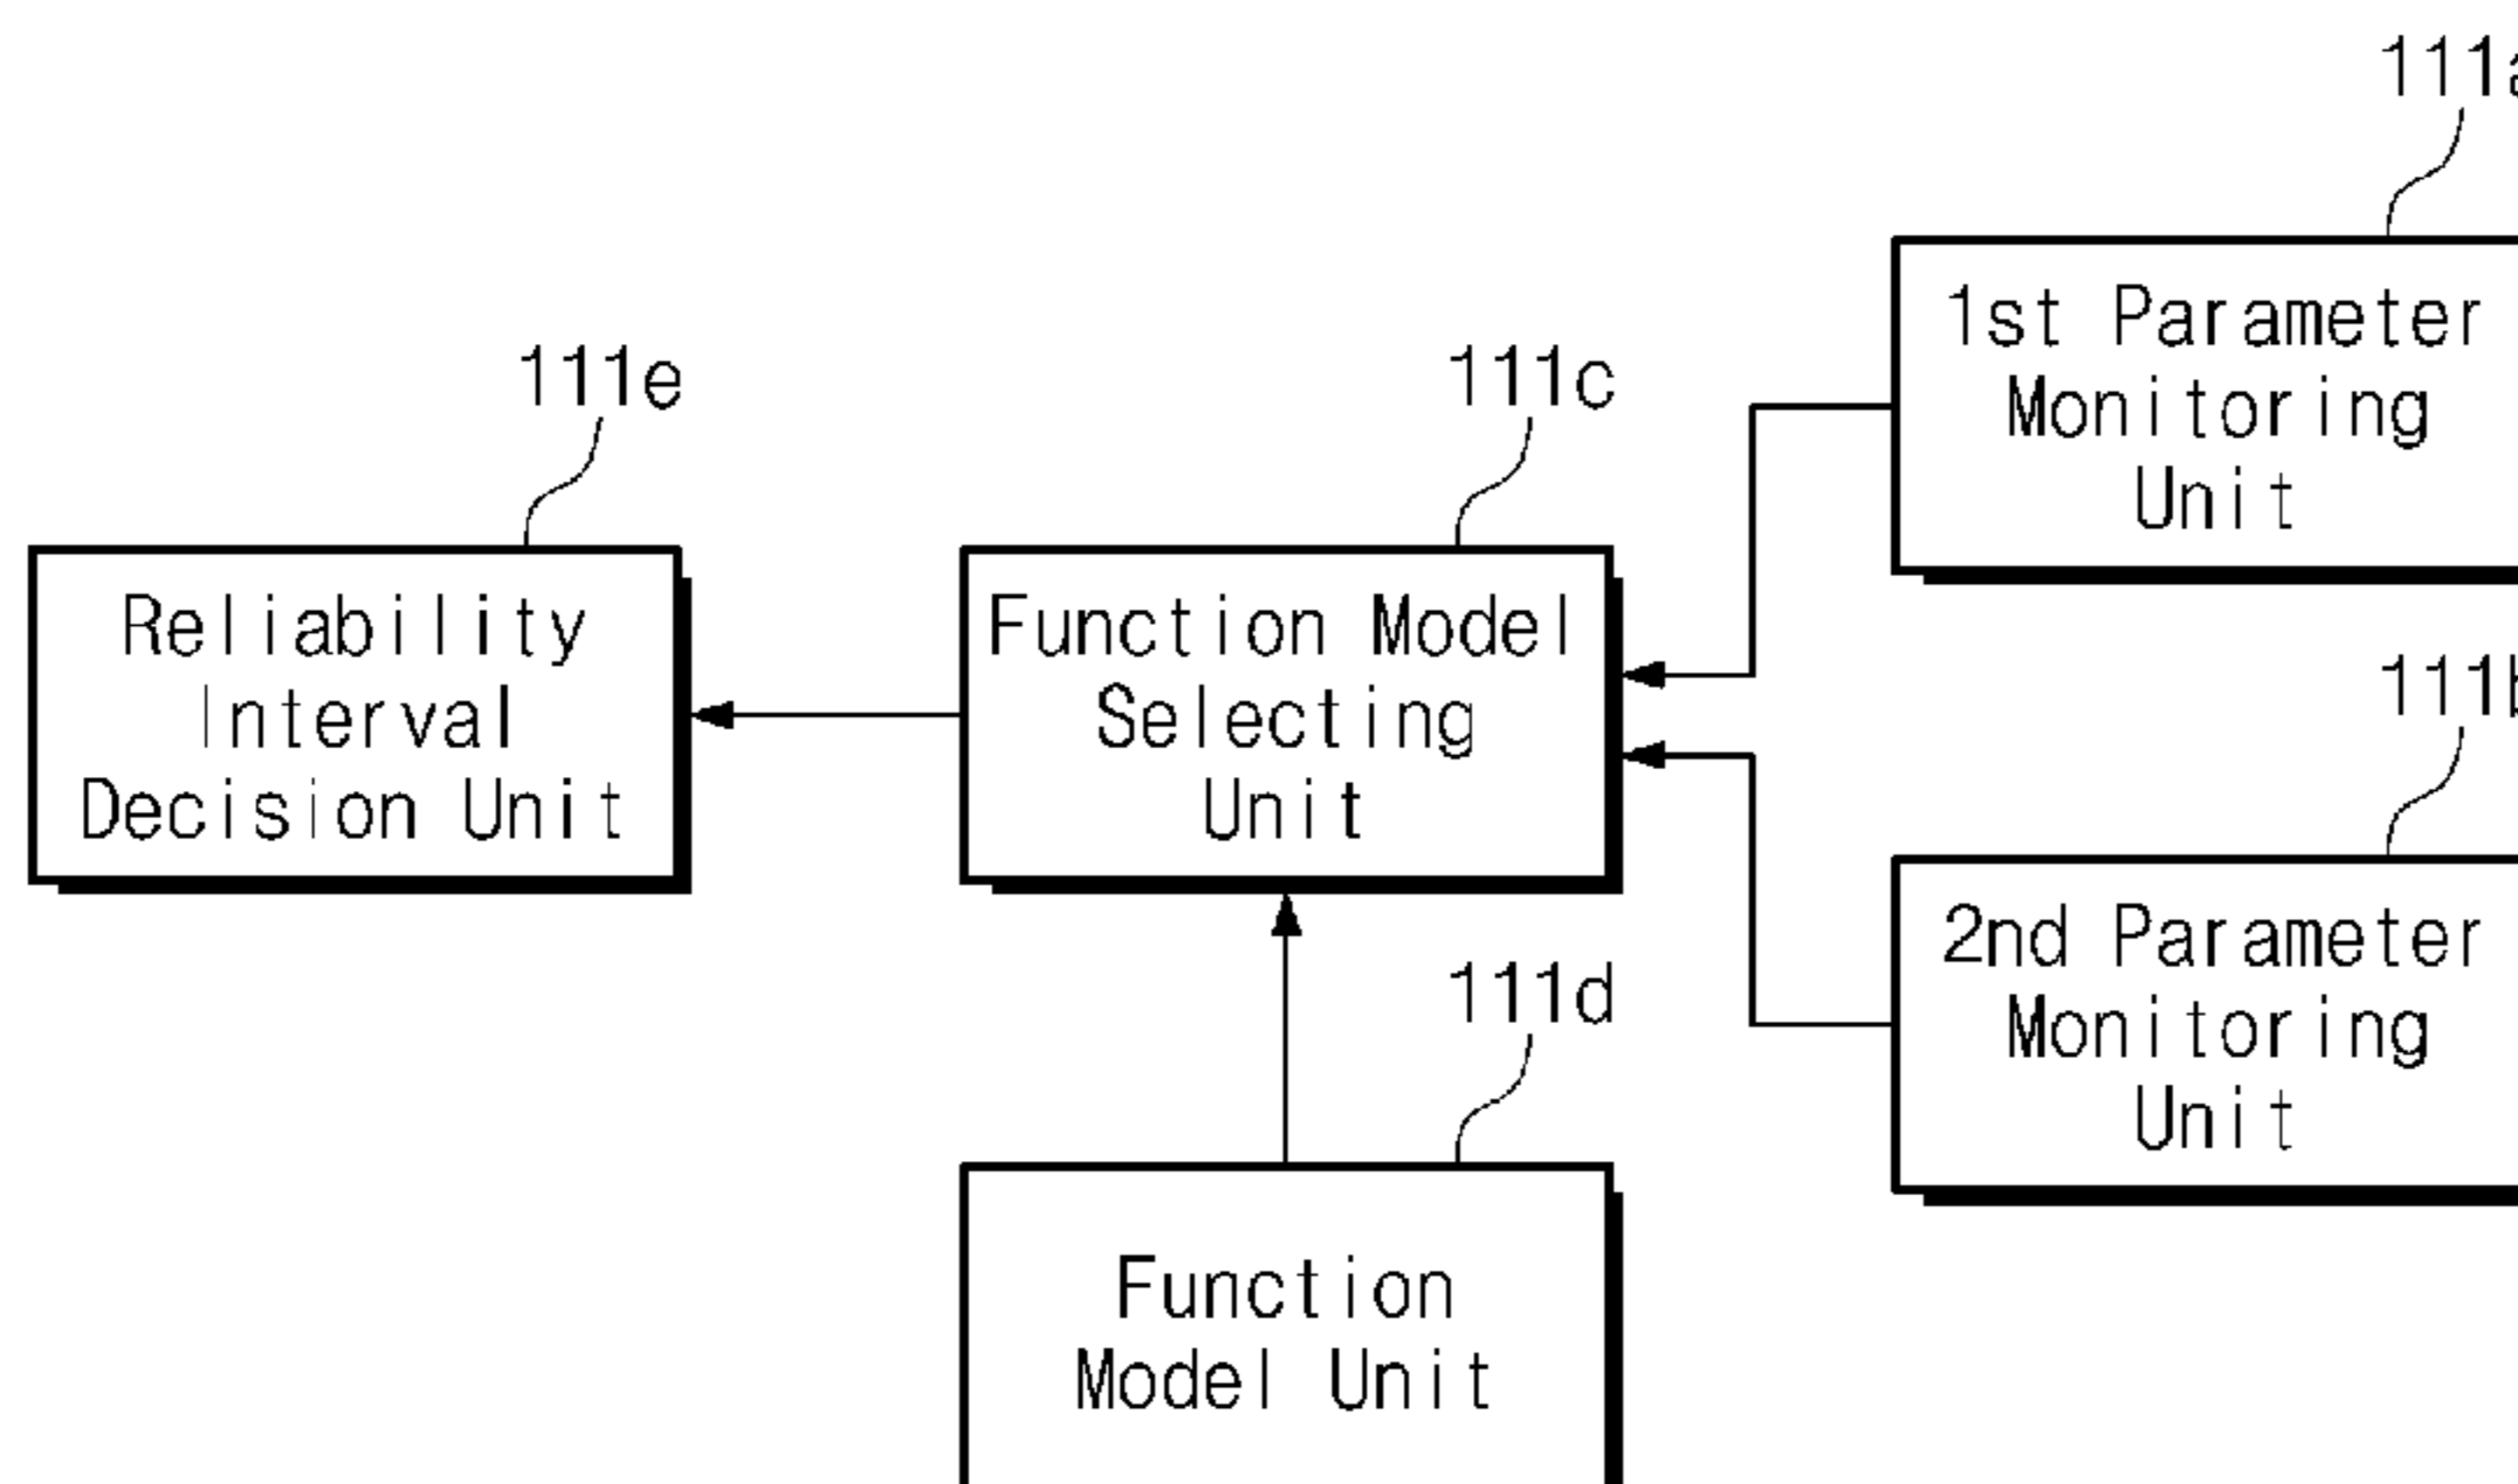 111a
1st Parameter
Monitoring
Unit
111e
Reliability
Interval
Decision Unit
111c
Function Model
Selecting
Unit
111b
2nd Parameter
Monitoring
Unit
111d
Function
Model Unit